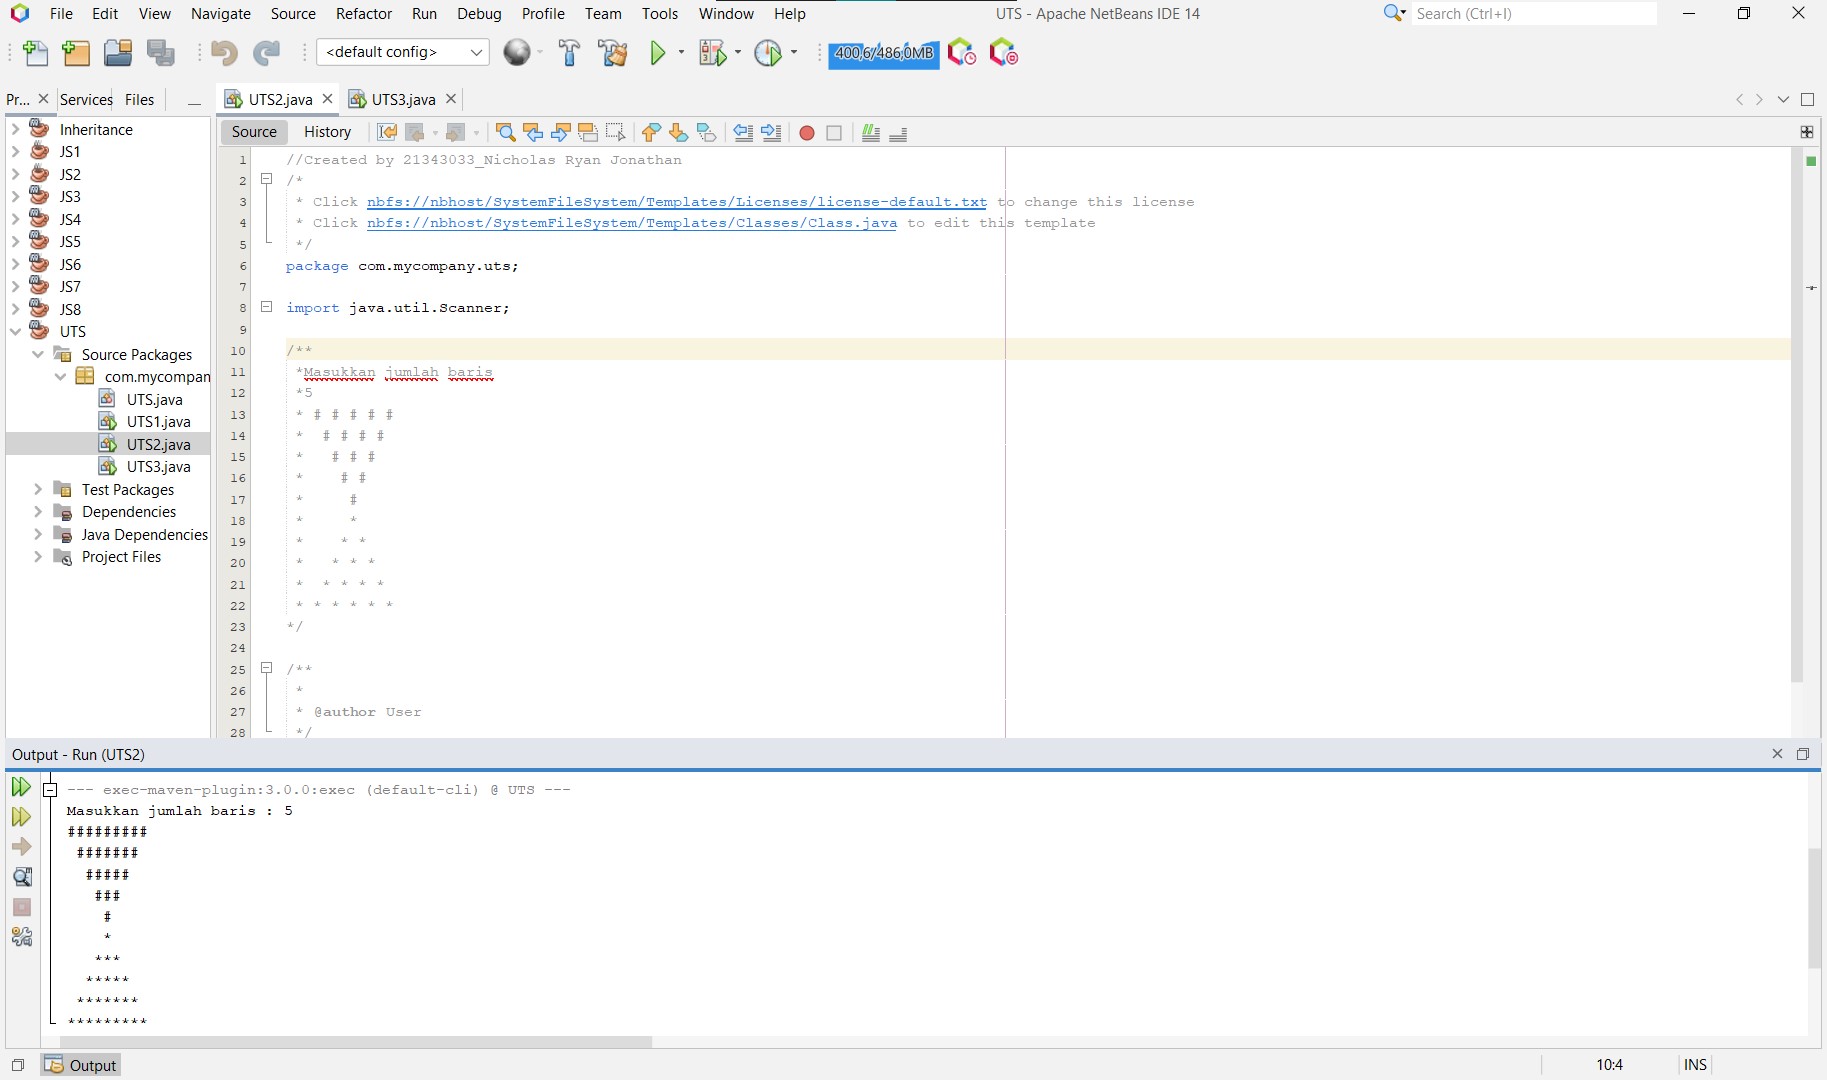 File Edit View Navigate Source Refactor Run Debug Profile Team Tools Window Help UTS - Apache NetBeans IDE 14 Search (Ctrl+I)
<default config> 400,6/486,0MB
Pr... Services Files UTS2.java UTS3.java
Source History
Inheritance
JS1
JS2
JS3
JS4
JS5
JS6
JS7
JS8
UTS
Source Packages
com.mycompan
UTS.java
UTS1.java
UTS2.java
UTS3.java
Test Packages
Dependencies
Java Dependencies
Project Files
1 //Created by 21343033_Nicholas Ryan Jonathan
2 /*
3 * Click nbfs://nbhost/SystemFileSystem/Templates/Licenses/license-default.txt to change this license
4 * Click nbfs://nbhost/SystemFileSystem/Templates/Classes/Class.java to edit this template
5 */
6 package com.mycompany.uts;
7
8 import java.util.Scanner;
9
10 /**
11 *Masukkan jumlah baris
12 *5
13 * # # # # #
14 *  # # # #
15 *   # # #
16 *    # #
17 *     #
18 *     *
19 *    * *
20 *   * * *
21 *  * * * *
22 * * * * * *
23 */
24
25 /**
26 *
27 * @author User
28 */
Output - Run (UTS2)
--- exec-maven-plugin:3.0.0:exec (default-cli) @ UTS ---
Masukkan jumlah baris : 5
#########
 #######
  #####
   ###
    #
    *
   ***
  *****
 *******
*********
Output 10:4 INS